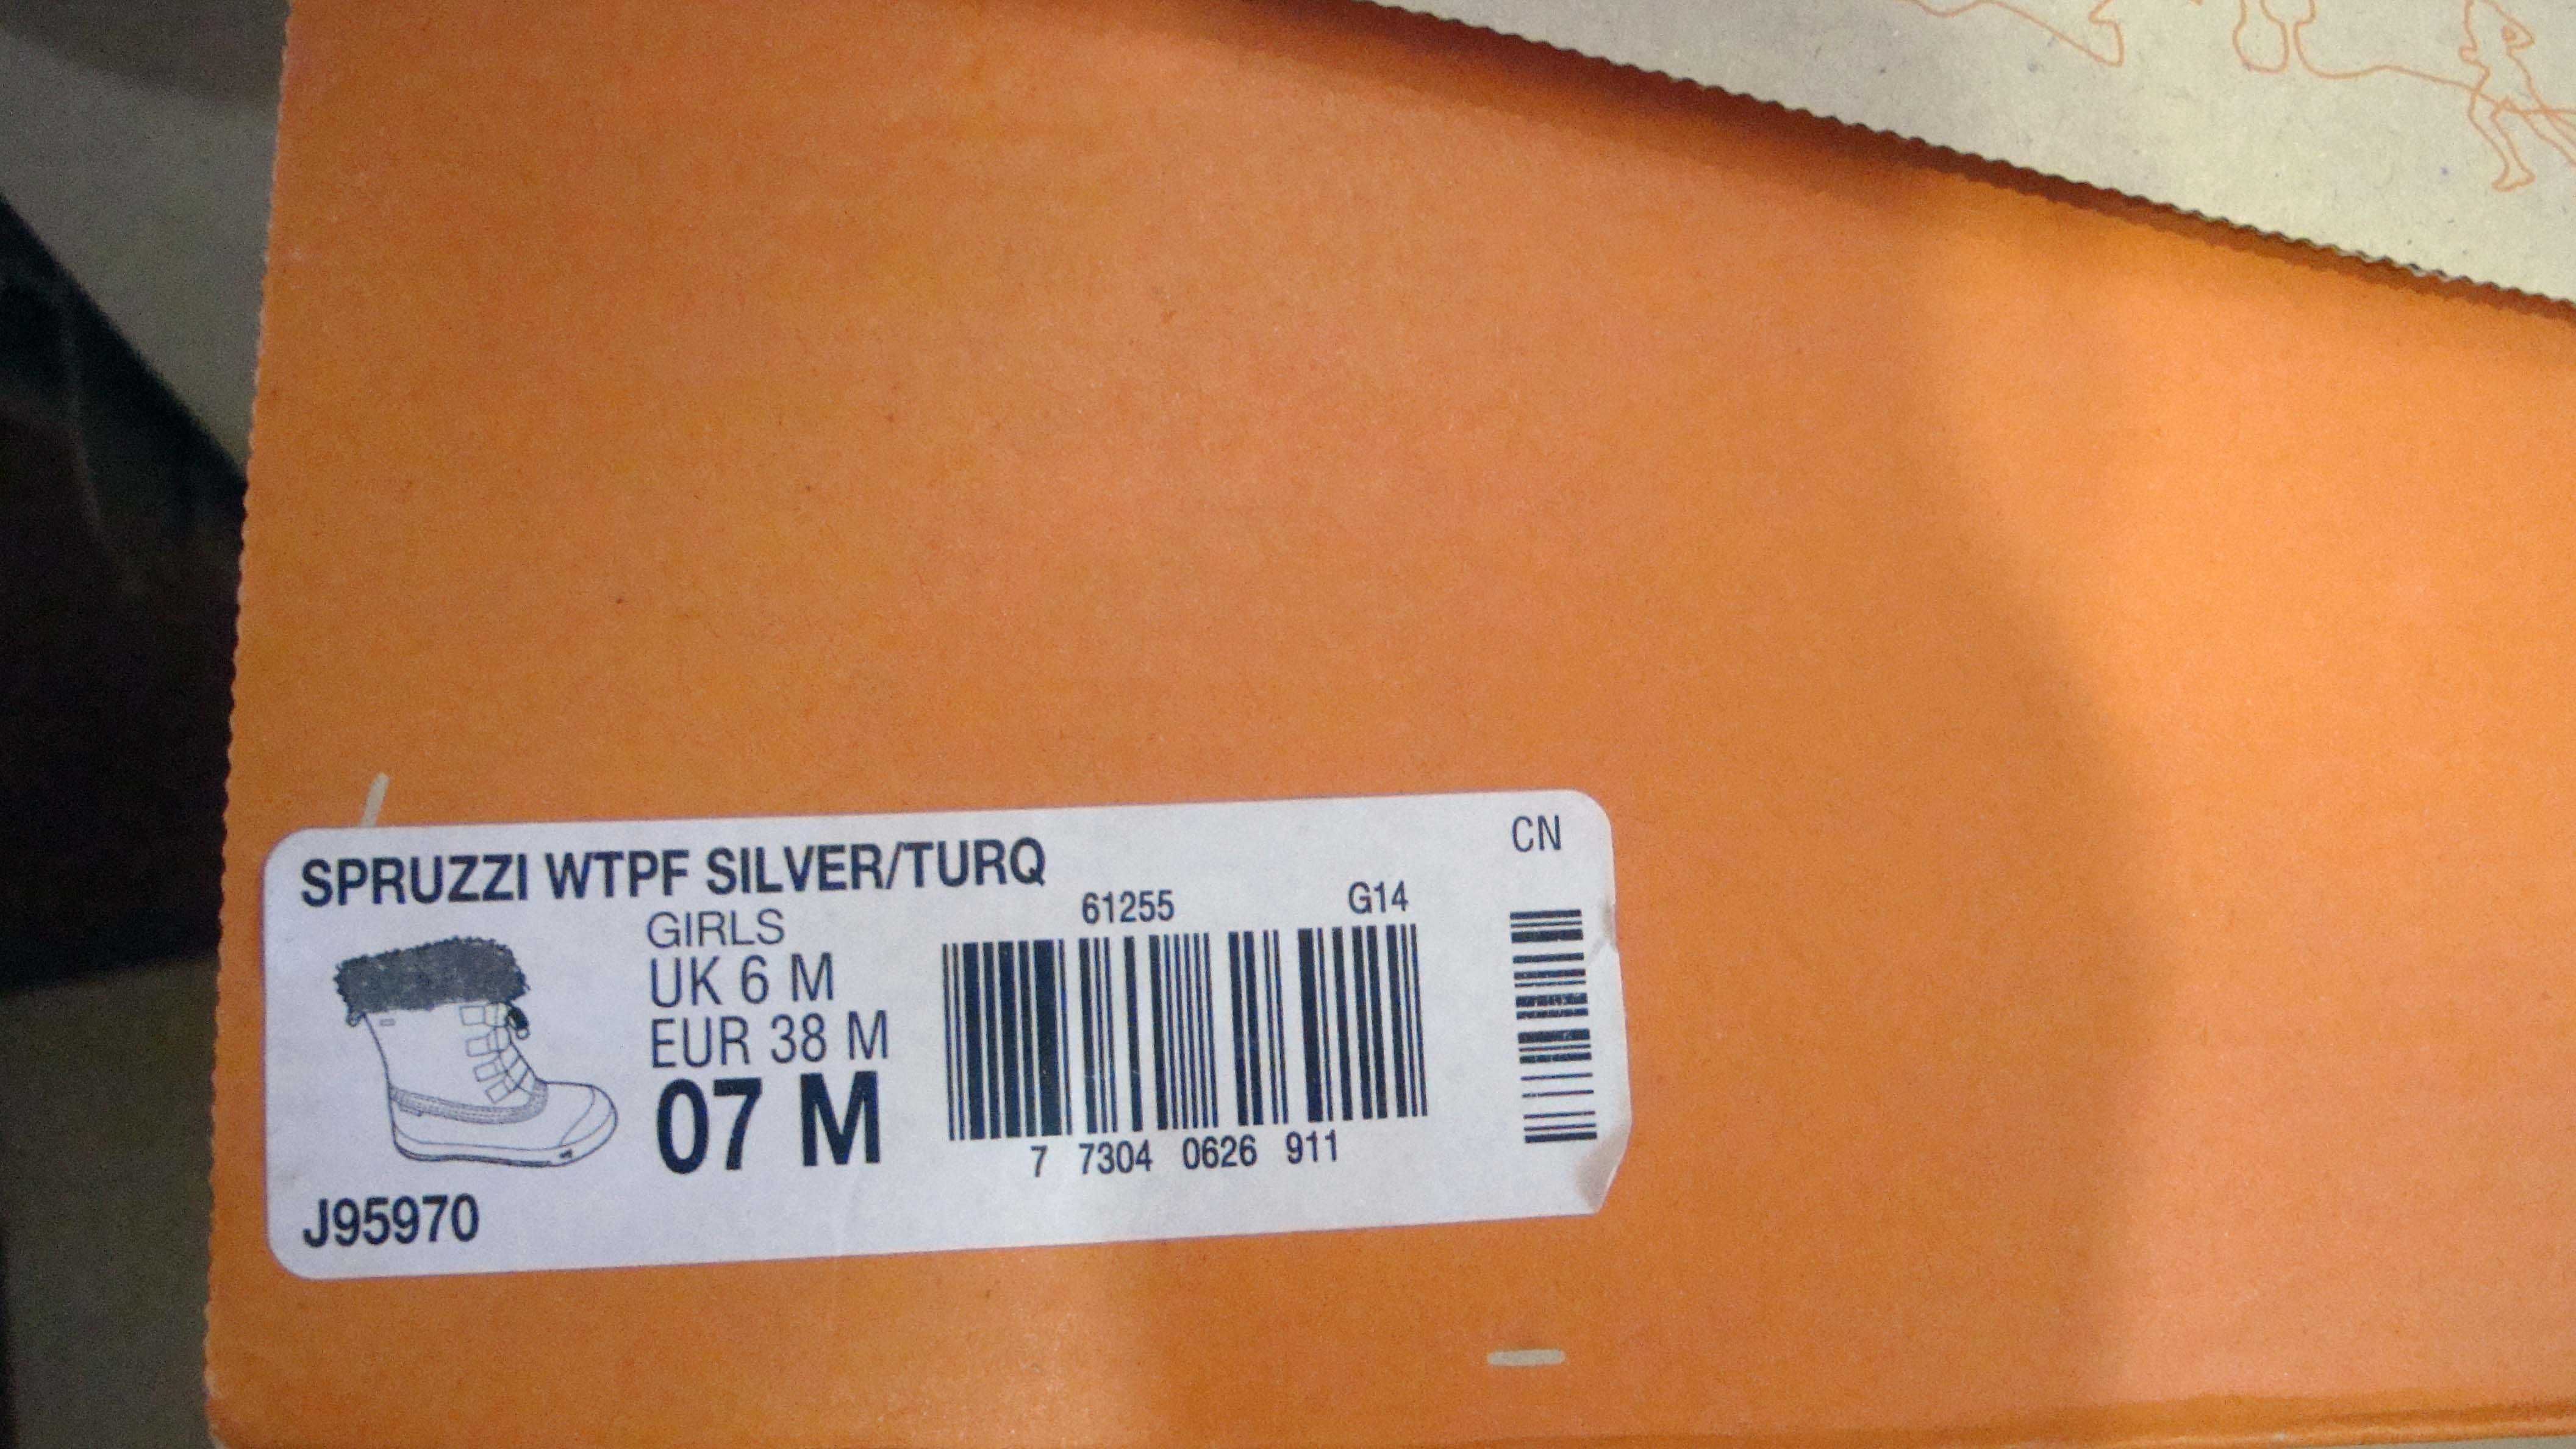 SPRUZZI WTPF SILVER/TURQ
CN
GIRLS
61255 G14
UK 6 M
EUR 38 M
07 M
7 7304 0626 911
J95970